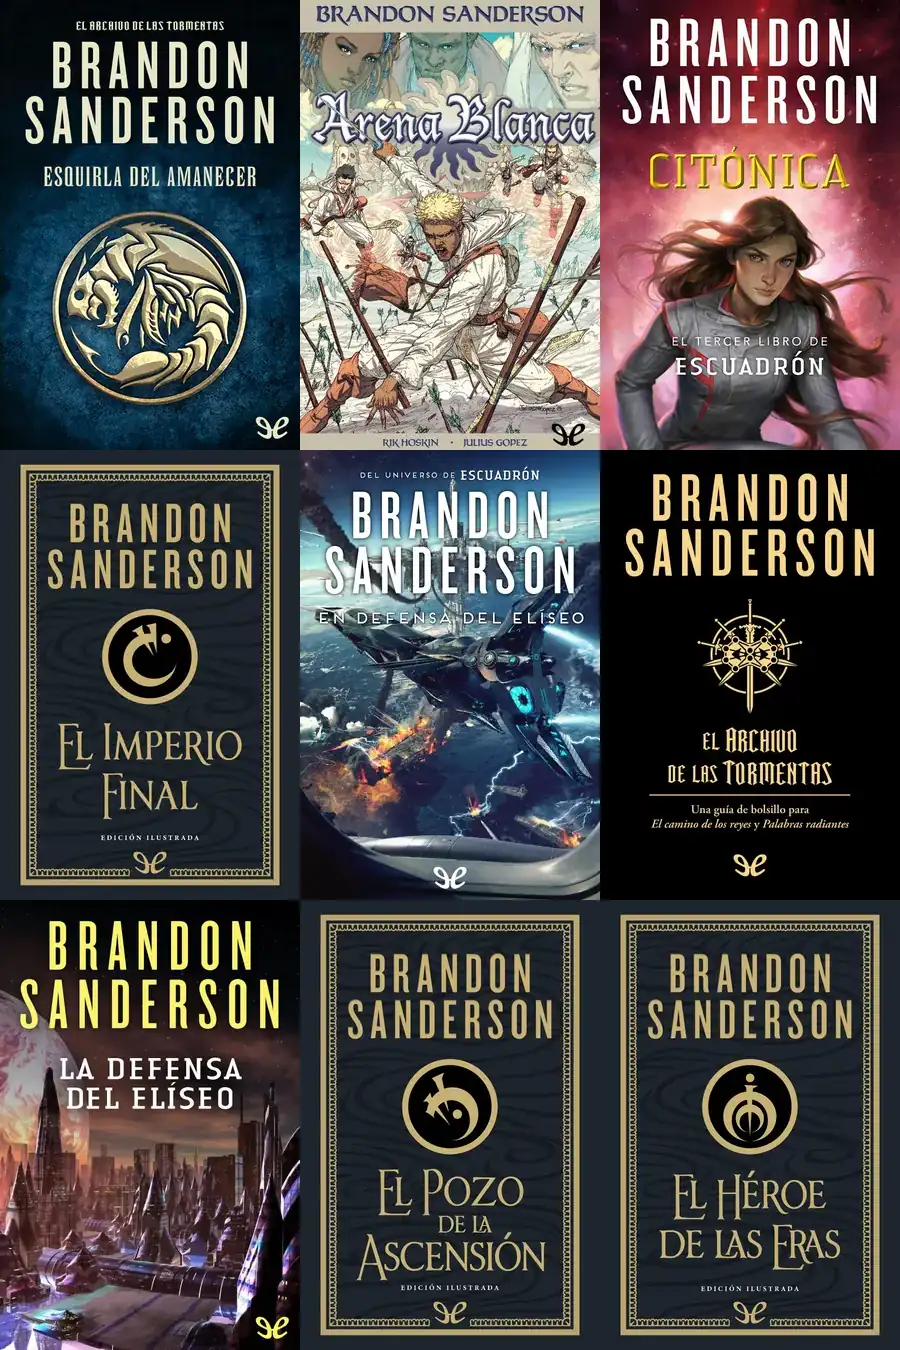 EL ARCHIVO DE LAS TORMENTAS
BRANDON
SANDERSON
ESQUIRLA DEL AMANECER
BRANDON SANDERSON
Arena Blanca
RIK HOSKIN • JULIUS GOPEZ
BRANDON
SANDERSON
CITÓNICA
EL TERCER LIBRO DE
ESCUADRÓN
BRANDON
SANDERSON
EL IMPERIO
FINAL
EDICIÓN ILUSTRADA
DEL UNIVERSO DE ESCUADRÓN
BRANDON
SANDERSON
EN DEFENSA DEL ELÍSEO
BRANDON
SANDERSON
EL ARCHIVO
DE LAS TORMENTAS
Una guía de bolsillo para
El camino de los reyes y Palabras radiantes
BRANDON
SANDERSON
LA DEFENSA
DEL ELÍSEO
BRANDON
SANDERSON
EL POZO
DE LA
ASCENSIÓN
EDICIÓN ILUSTRADA
BRANDON
SANDERSON
EL HÉROE
DE LAS ERAS
EDICIÓN ILUSTRADA